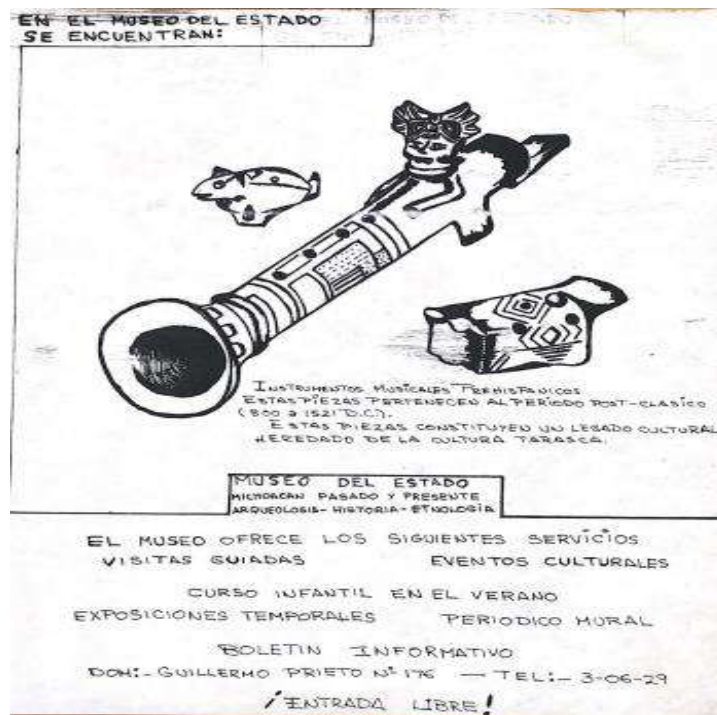 EN EL MUSEO DEL ESTADO
SE ENCUENTRAN:
INSTRUMENTOS MUSICALES PREHISPANICOS
ESTAS PIEZAS PERTENECEN AL PERIODO POST-CLASICO
(800 a 1521 D.C.).
ESTAS PIEZAS CONSTITUYEN UN LEGADO CULTURAL
HEREDADO DE LA CULTURA TARASCA.
MUSEO DEL ESTADO
MICHOACAN PASADO Y PRESENTE
ARQUEOLOGIA-HISTORIA-ETNOLOGÍA
EL MUSEO OFRECE LOS SIGUIENTES SERVICIOS
VISITAS GUIADAS EVENTOS CULTURALES
CURSO INFANTIL EN EL VERANO
EXPOSICIONES TEMPORALES PERIODICO MURAL
BOLETIN INFORMATIVO
DOM:- GUILLERMO PRIETO Nº 176 — TEL:- 3-06-29
¡ENTRADA LIBRE!